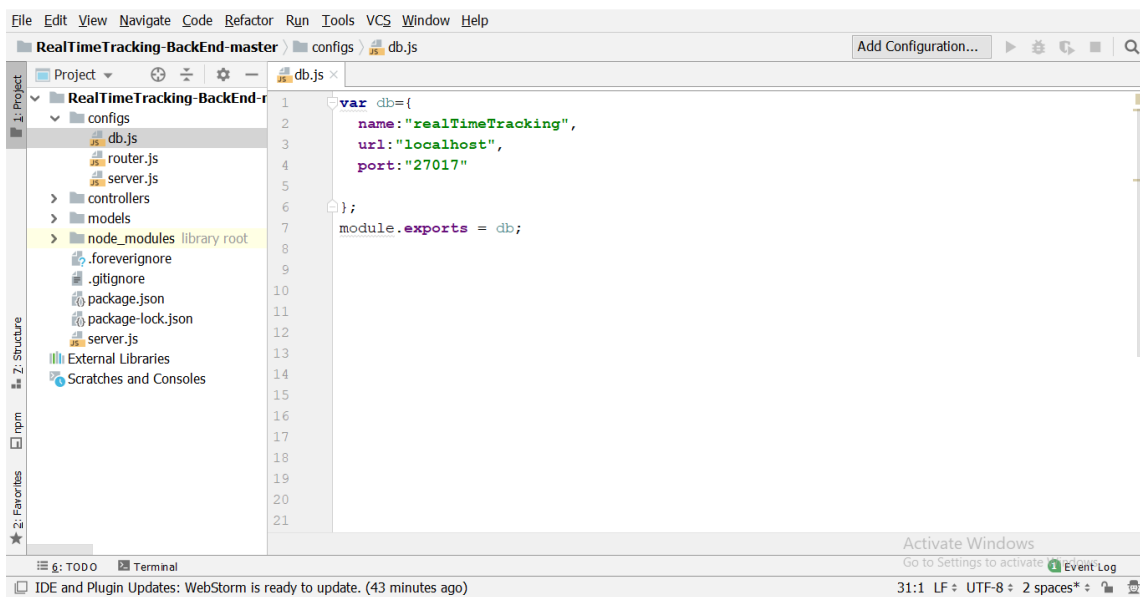 File Edit View Navigate Code Refactor Run Tools VCS Window Help
RealTimeTracking-BackEnd-master configs db.js
Add Configuration...
1: Project
Project
db.js
RealTimeTracking-BackEnd-
configs
db.js
router.js
server.js
controllers
models
node_modules library root
.foreverignore
.gitignore
package.json
package-lock.json
server.js
External Libraries
Scratches and Consoles
Z: Structure
npm
2: Favorites
1 var db={
2 name:"realTimeTracking",
3 url:"localhost",
4 port:"27017"
5
6 };
7 module.exports = db;
8
9
10
11
12
13
14
15
16
17
18
19
20
21
Activate Windows
Go to Settings to activate Windows.
6: TODO Terminal
1 Event Log
IDE and Plugin Updates: WebStorm is ready to update. (43 minutes ago)
31:1 LF UTF-8 2 spaces*